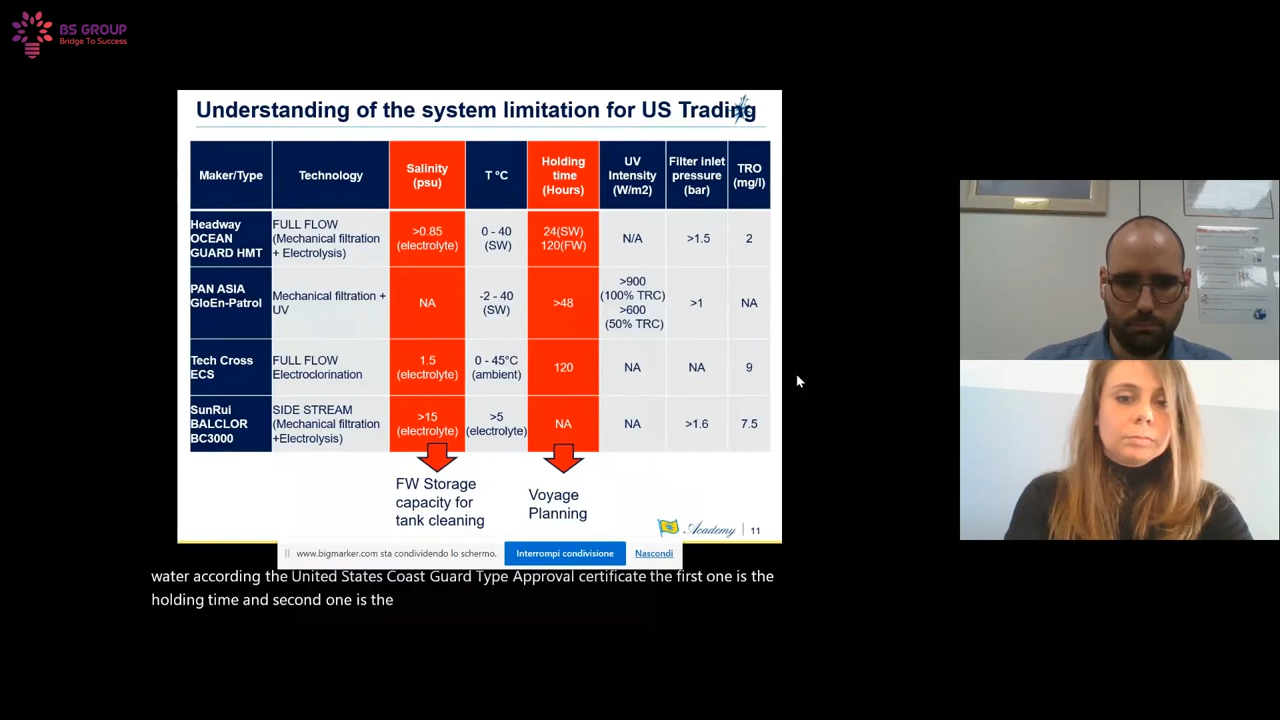 BS GROUP
Bridge To Success
Understanding of the system limitation for US Trading
Maker/Type
Technology
Salinity
(psu)
T °C
Holding
time
(Hours)
UV
Intensity
(W/m2)
Filter inlet
pressure
(bar)
TRO
(mg/l)
Headway
OCEAN
GUARD HMT
FULL FLOW
(Mechanical filtration
+ Electrolysis)
>0.85
(electrolyte)
0 - 40
(SW)
24(SW)
120(FW)
N/A
>1.5
2
PAN ASIA
GloEn-Patrol
Mechanical filtration +
UV
NA
-2 - 40
(SW)
>48
>900
(100% TRC)
>600
(50% TRC)
>1
NA
Tech Cross
ECS
FULL FLOW
Electroclorination
1.5
(electrolyte)
0 - 45°C
(ambient)
120
NA
NA
9
SunRui
BALCLOR
BC3000
SIDE STREAM
(Mechanical filtration
+Electrolysis)
>15
(electrolyte)
>5
(electrolyte)
NA
NA
>1.6
7.5
FW Storage
capacity for
tank cleaning
Voyage
Planning
Academy | 11
www.bigmarker.com sta condividendo lo schermo. Interrompi condivisione Nascondi
water according the United States Coast Guard Type Approval certificate the first one is the
holding time and second one is the